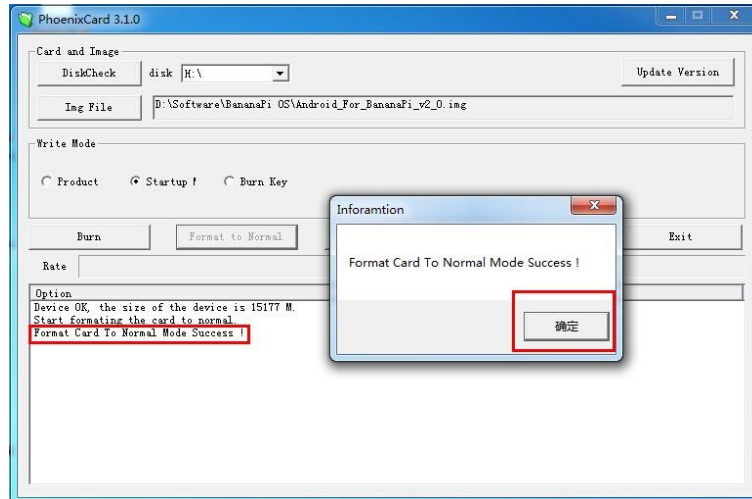 PhoenixCard 3.1.0
Card and Image
DiskCheck disk H:\ Update Version
Img File D:\Software\BananaPi OS\Android_For_BananaPi_v2_0.img
Write Mode
Product Startup ! Burn Key
Inforamtion
Format Card To Normal Mode Success !
确定
Burn Format to Normal Exit
Rate
Option
Device OK, the size of the device is 15177 M.
Start formating the card to normal.
Format Card To Normal Mode Success !